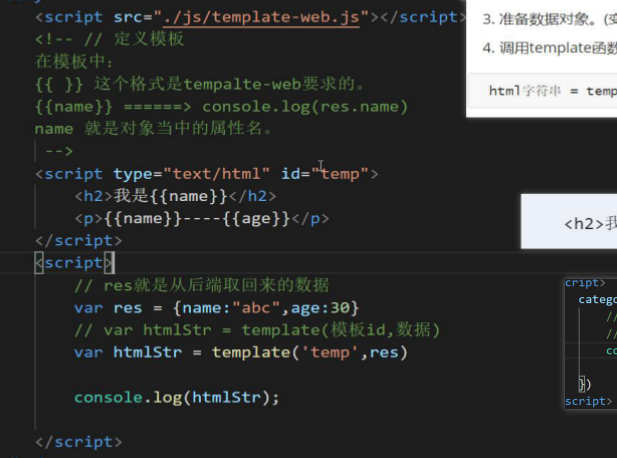 <script src="./js/template-web.js"></script>
<!-- // 定义模板
在模板中:
{{ }} 这个格式是tempalte-web要求的。
{{name}} ======> console.log(res.name)
name 就是对象当中的属性名。
-->
<script type="text/html" id="temp">
<h2>我是{{name}}</h2>
<p>{{name}}----{{age}}</p>
</script>
<script>
// res就是从后端取回来的数据
var res = {name:"abc",age:30}
// var htmlStr = template(模板id,数据)
var htmlStr = template('temp',res)
console.log(htmlStr);
</script>
3. 准备数据对象。(
4. 调用template函数
html字符串 = temp
<h2>我
cript>
catego
//
//
co
})
script>